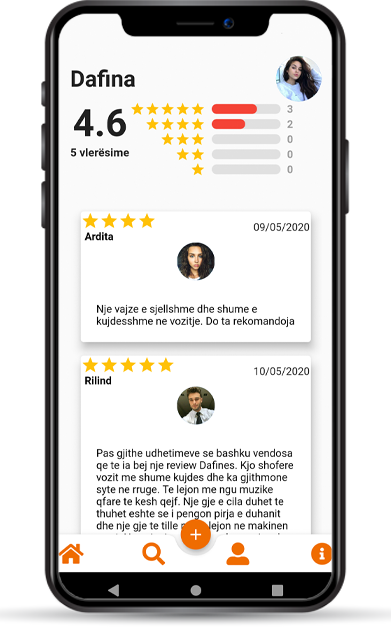 Dafina
4.6
3
2
0
0
0
5 vlerësime
09/05/2020
Ardita
Nje vajze e sjellshme dhe shume e
kujdesshme ne vozitje. Do ta rekomandoja
10/05/2020
Rilind
Pas gjithe udhetimeve se bashku vendosa
qe te ia bej nje review Dafines. Kjo shofere
vozit me shume kujdes dhe ka gjithmone
syte ne rruge. Te lejon me ngu muzike
qfare te kesh qejf. Nje gje e cila duhet te
thuhet eshte se i pengon pirja e duhanit
dhe nje gje te tille lejon ne makinen